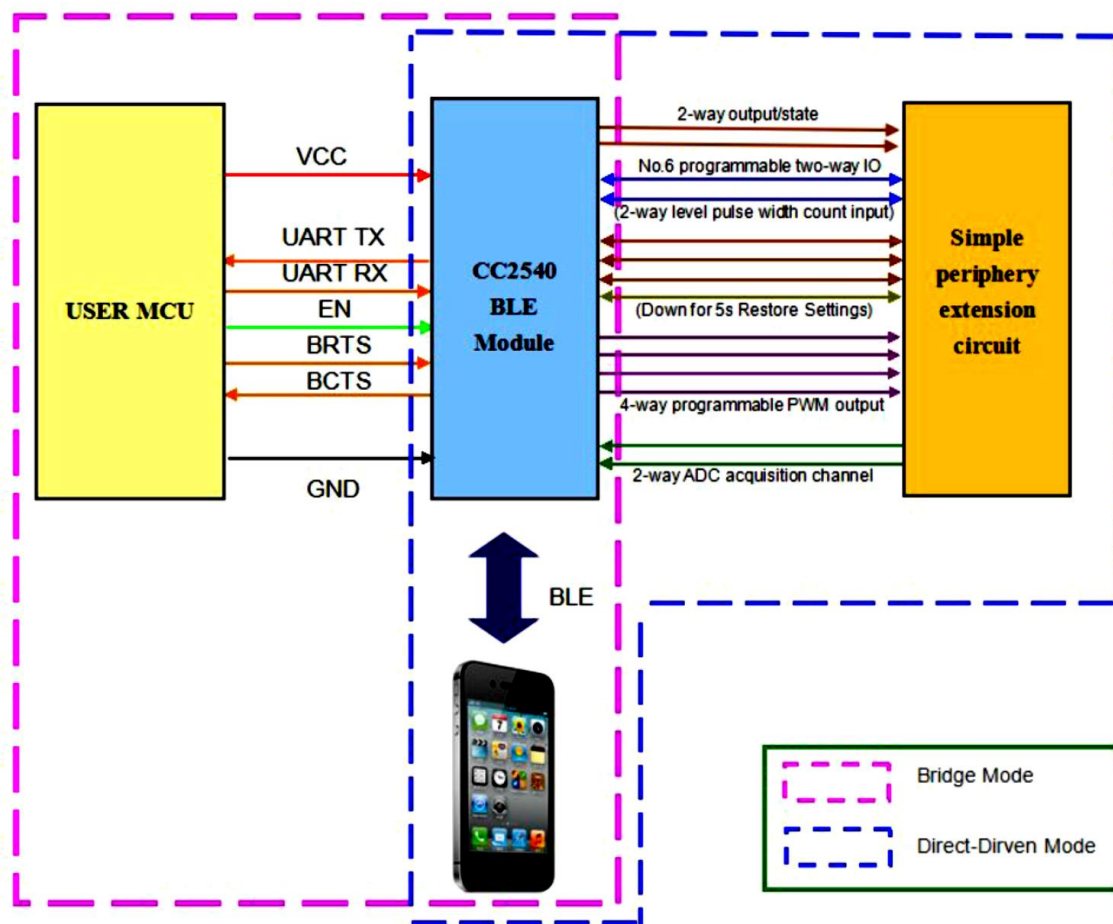 VCC
UART TX
UART RX
EN
BRTS
BCTS
GND
USER MCU
CC2540
BLE
Module
2-way output/state
No.6 programmable two-way IO
(2-way level pulse width count input)
(Down for 5s Restore Settings)
4-way programmable PWM output
2-way ADC acquisition channel
Simple
periphery
extension
circuit
BLE
Bridge Mode
Direct-Dirven Mode